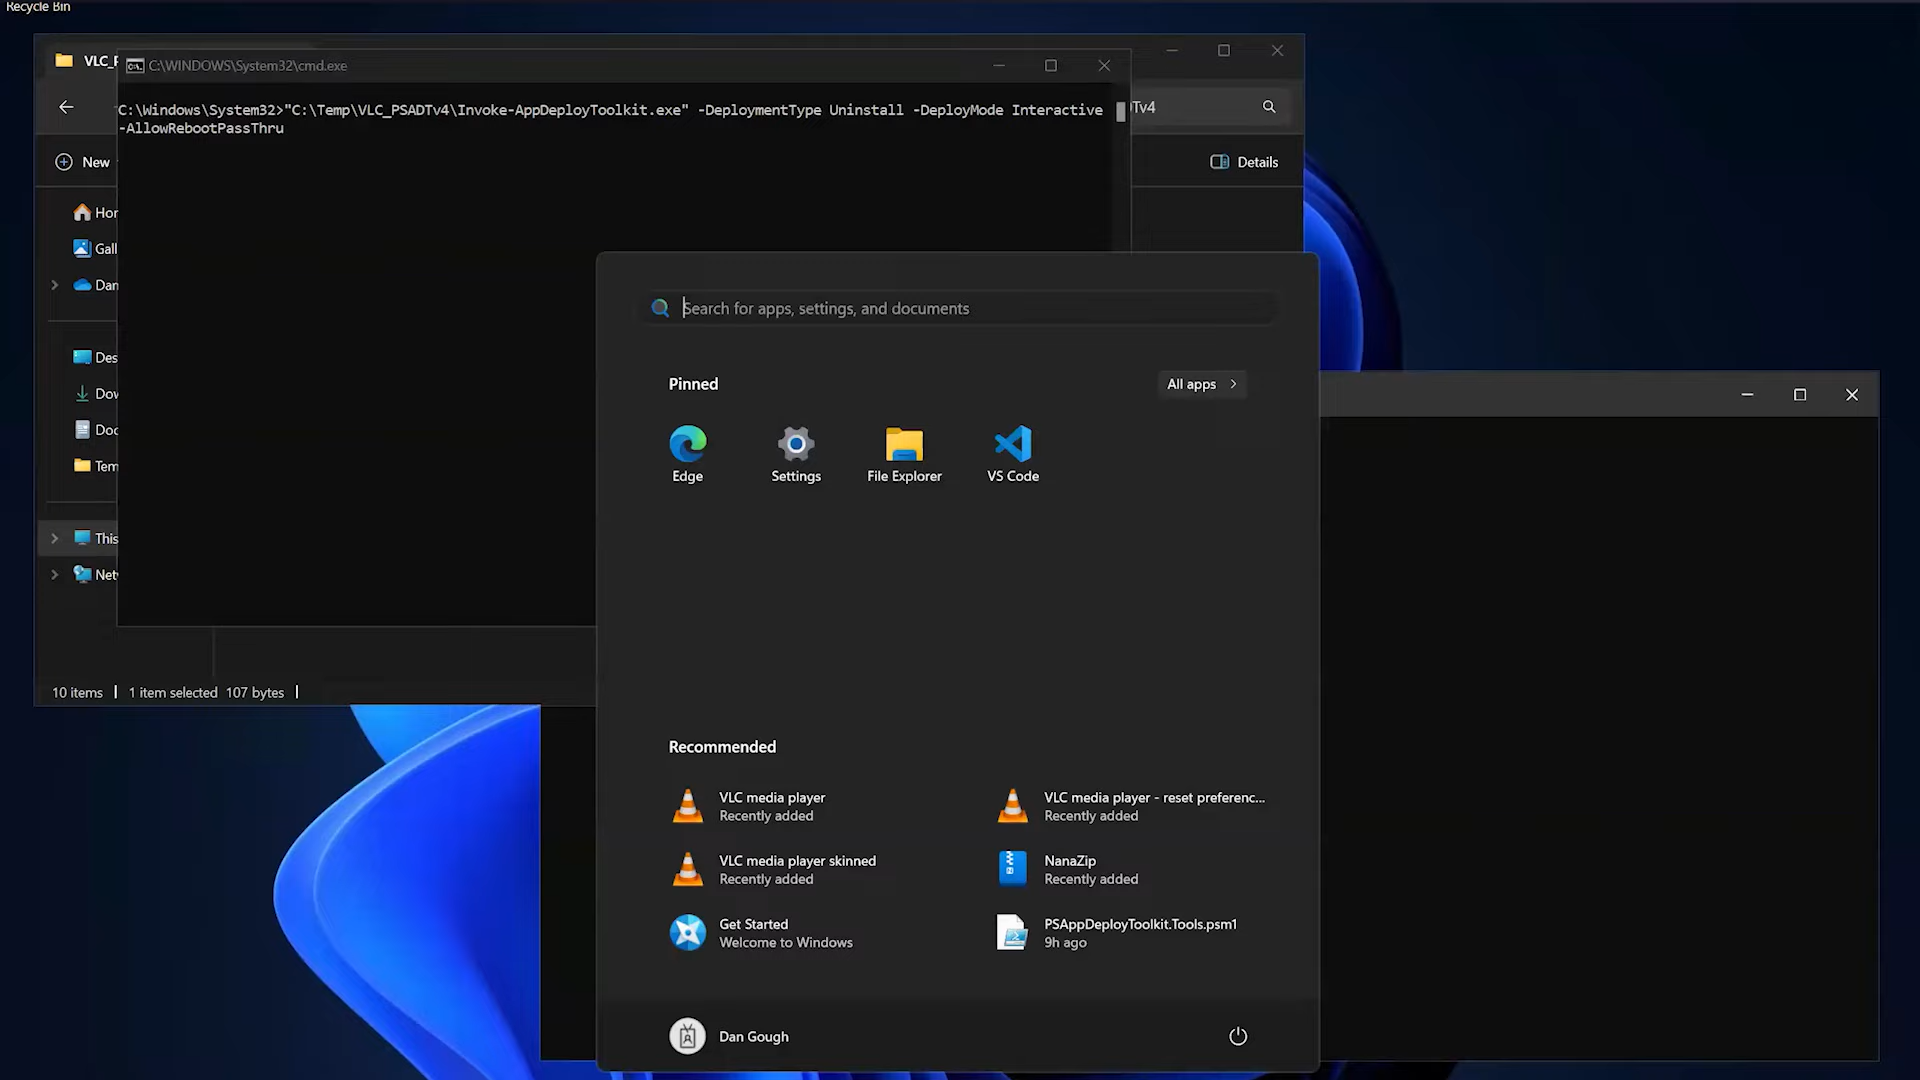 Recycle Bin
VLC_P
C:\WINDOWS\System32\cmd.exe
C:\Windows\System32>"C:\Temp\VLC_PSADTv4\Invoke-AppDeployToolkit.exe" -DeploymentType Uninstall -DeployMode Interactive
-AllowRebootPassThru
Tv4
New
Details
Hor
Gall
Dan
Des
Dow
Doc
Tem
This
Net
10 items
1 item selected 107 bytes
Search for apps, settings, and documents
Pinned
All apps
Edge
Settings
File Explorer
VS Code
Recommended
VLC media player
Recently added
VLC media player - reset preferenc...
Recently added
VLC media player skinned
Recently added
NanaZip
Recently added
Get Started
Welcome to Windows
PSAppDeployToolkit.Tools.psm1
9h ago
Dan Gough